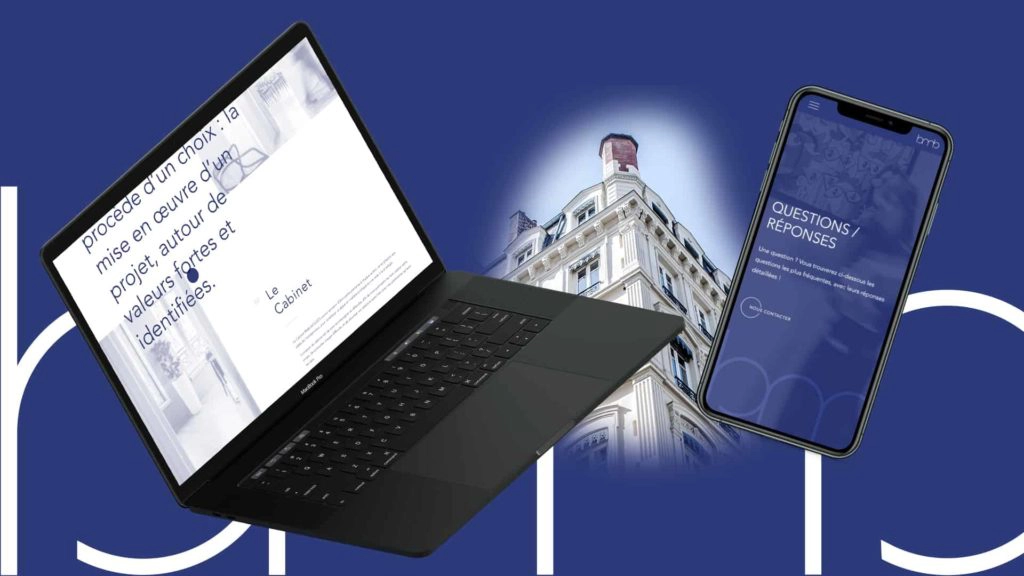 procède d'un choix : la
mise en œuvre d'un
projet, autour de
valeurs fortes et
identifiées.
Le
Cabinet
MacBook Pro
bmb
QUESTIONS /
RÉPONSES
Une question ? Vous trouverez ci-dessous les
questions les plus fréquentes, avec leurs réponses
détaillées !
NOUS CONTACTER